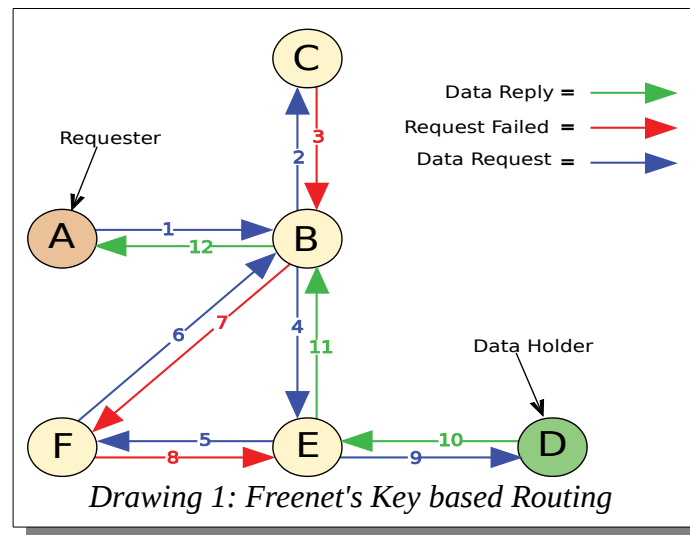 C
Data Reply =
Request Failed =
Data Request =
Requester
3
2
A
1
12
B
6
7
4
11
Data Holder
F
5
8
E
10
9
D
Drawing 1: Freenet's Key based Routing